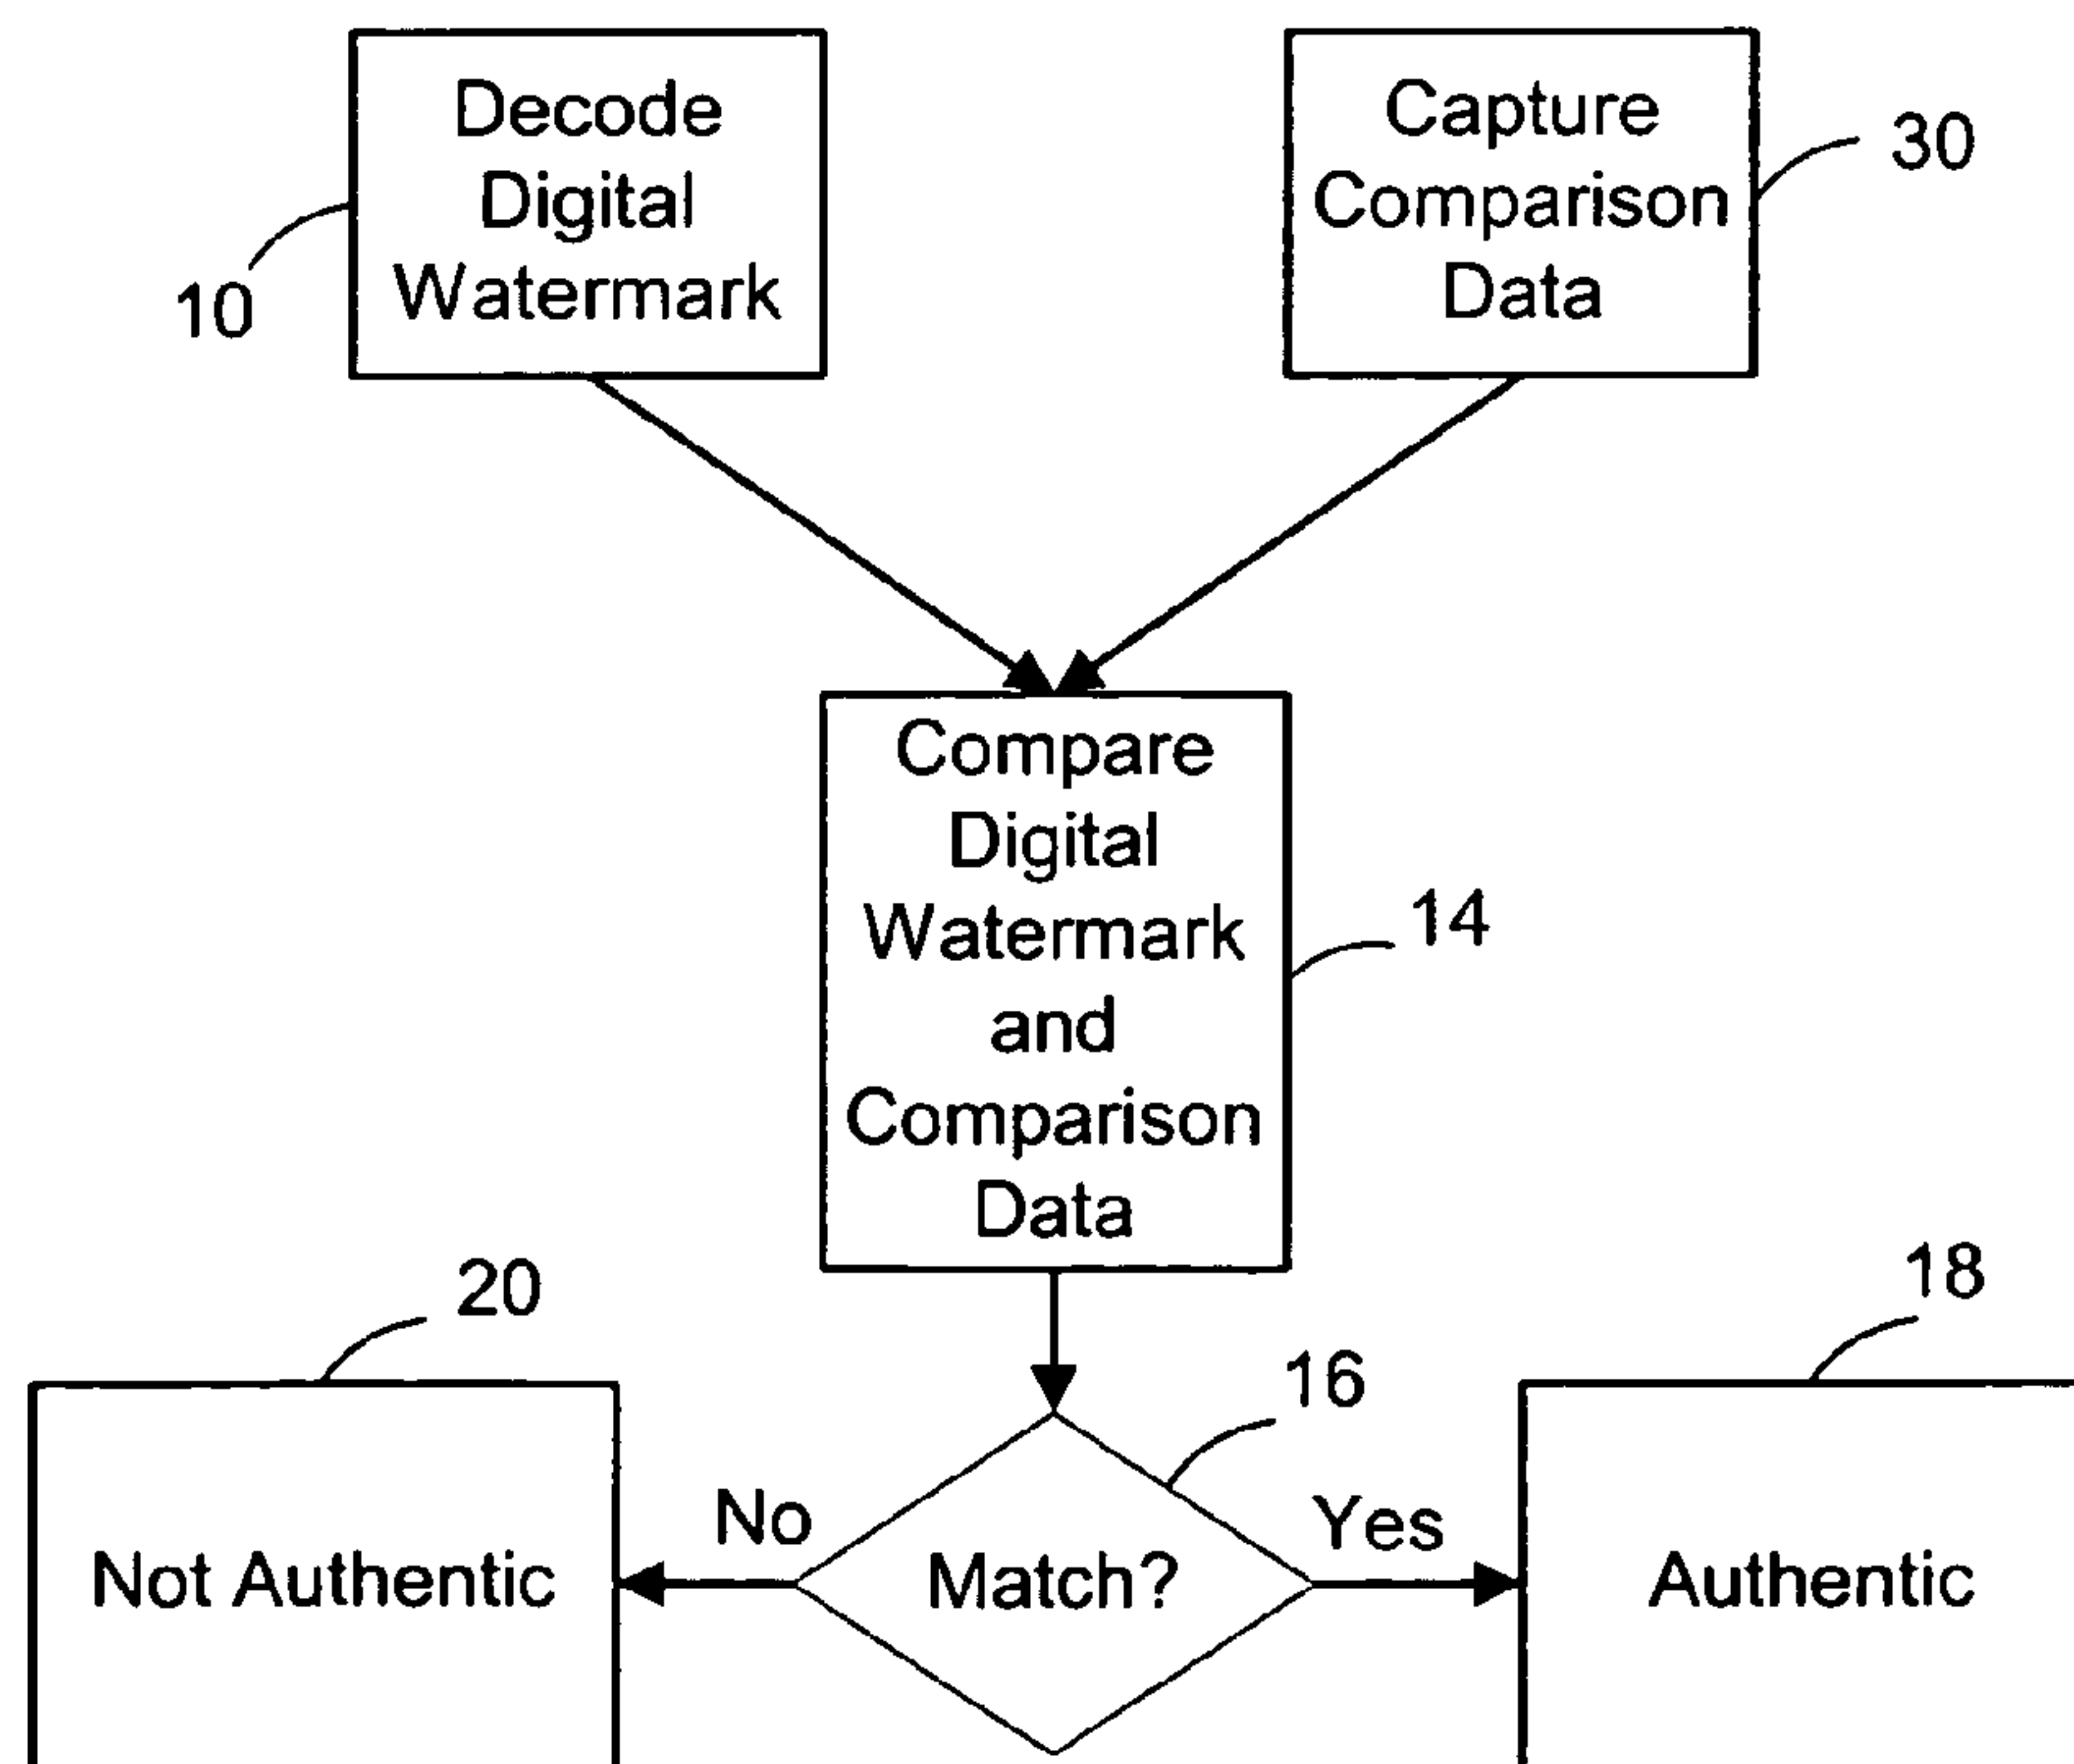 Decode
Digital
Watermark
10
Capture
Comparison
Data
30
Compare
Digital
Watermark
and
Comparison
Data
14
20
18
16
No
Yes
Not Authentic
Match?
Authentic